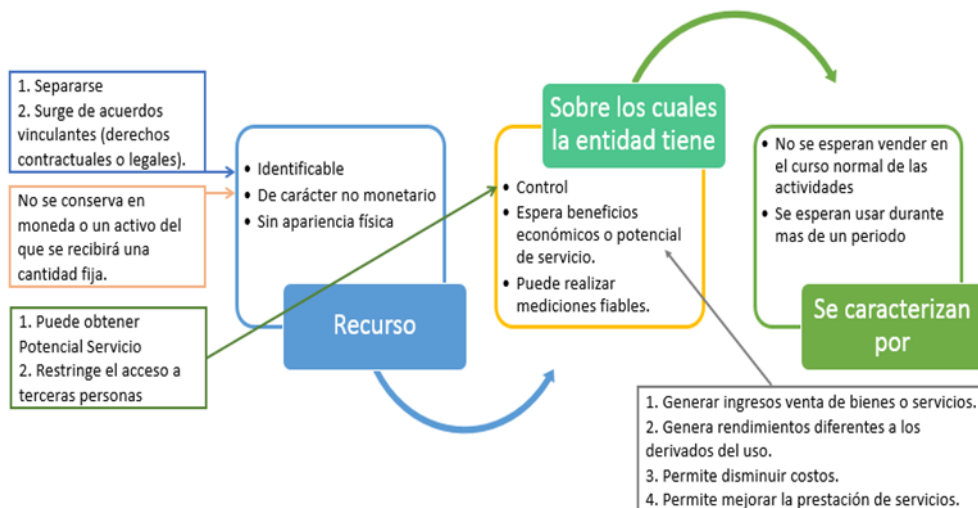 1. Separarse
2. Surge de acuerdos
vinculantes (derechos
contractuales o legales).
No se conserva en
moneda o un activo del
que se recibirá una
cantidad fija.
1. Puede obtener
Potencial Servicio
2. Restringe el acceso a
terceras personas
• Identificable
• De carácter no monetario
• Sin apariencia física
Recurso
Sobre los cuales
la entidad tiene
• Control
• Espera beneficios
económicos o potencial
de servicio.
• Puede realizar
mediciones fiables.
• No se esperan vender en
el curso normal de las
actividades
• Se esperan usar durante
mas de un periodo
Se caracterizan
por
1. Generar ingresos venta de bienes o servicios.
2. Genera rendimientos diferentes a los
derivados del uso.
3. Permite disminuir costos.
4. Permite mejorar la prestación de servicios.